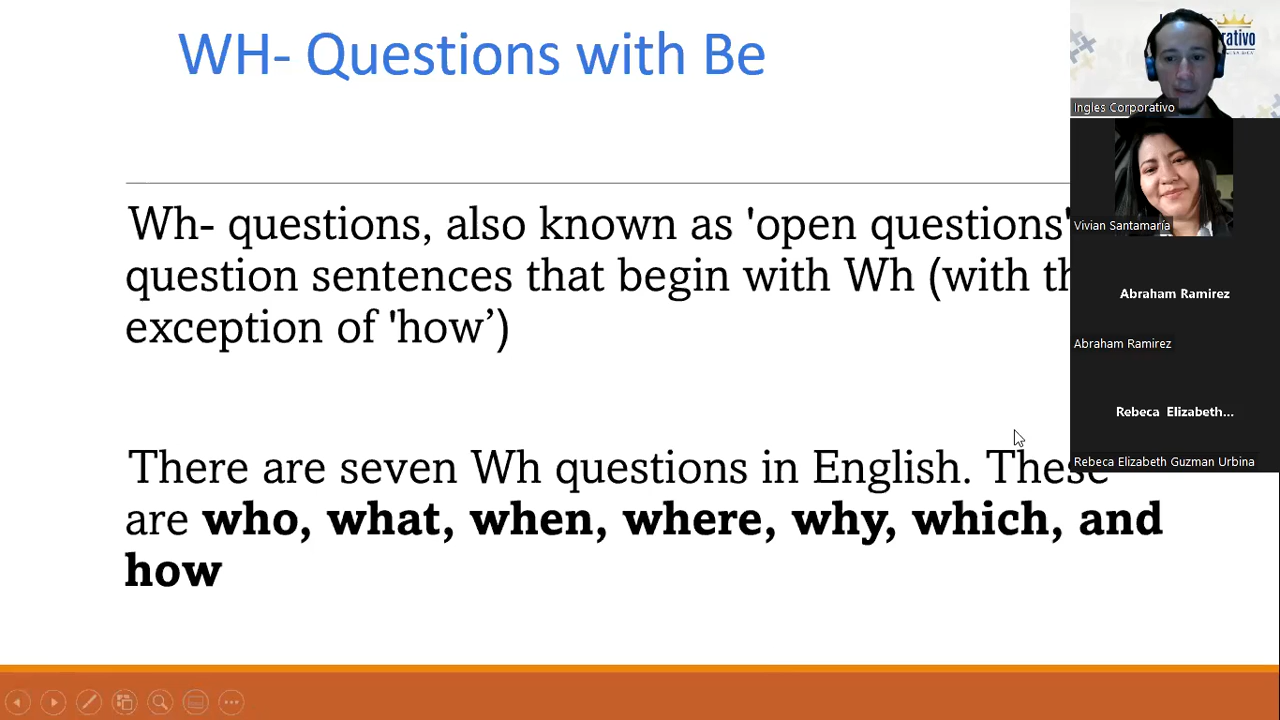 WH- Questions with Be
Wh- questions, also known as 'open questions'
question sentences that begin with Wh (with th
exception of 'how’)
There are seven Wh questions in English. These
are who, what, when, where, why, which, and
how
Ingles Corporativo
Vivian Santamaría
Abraham Ramirez
Abraham Ramirez
Rebeca Elizabeth...
Rebeca Elizabeth Guzman Urbina